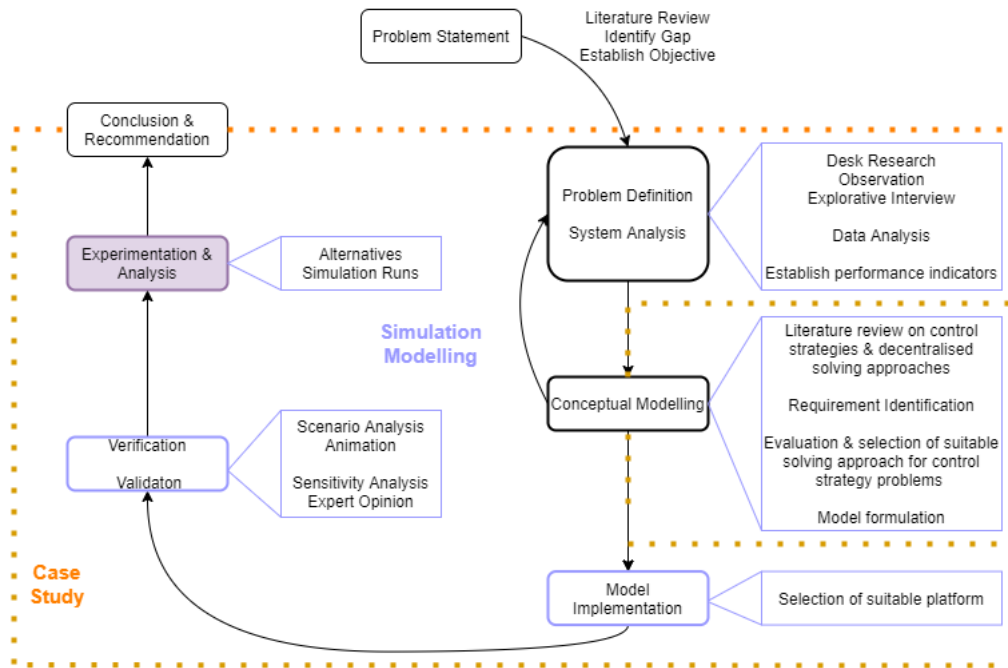 Problem Statement
Literature Review
Identify Gap
Establish Objective
Conclusion &
Recommendation
Problem Definition
System Analysis
Desk Research
Observation
Explorative Interview
Data Analysis
Establish performance indicators
Experimentation &
Analysis
Alternatives
Simulation Runs
Simulation
Modelling
Conceptual Modelling
Literature review on control
strategies & decentralised
solving approaches
Requirement Identification
Evaluation & selection of suitable
solving approach for control
strategy problems
Model formulation
Verification
Validaton
Scenario Analysis
Animation
Sensitivity Analysis
Expert Opinion
Case
Study
Model
Implementation
Selection of suitable platform